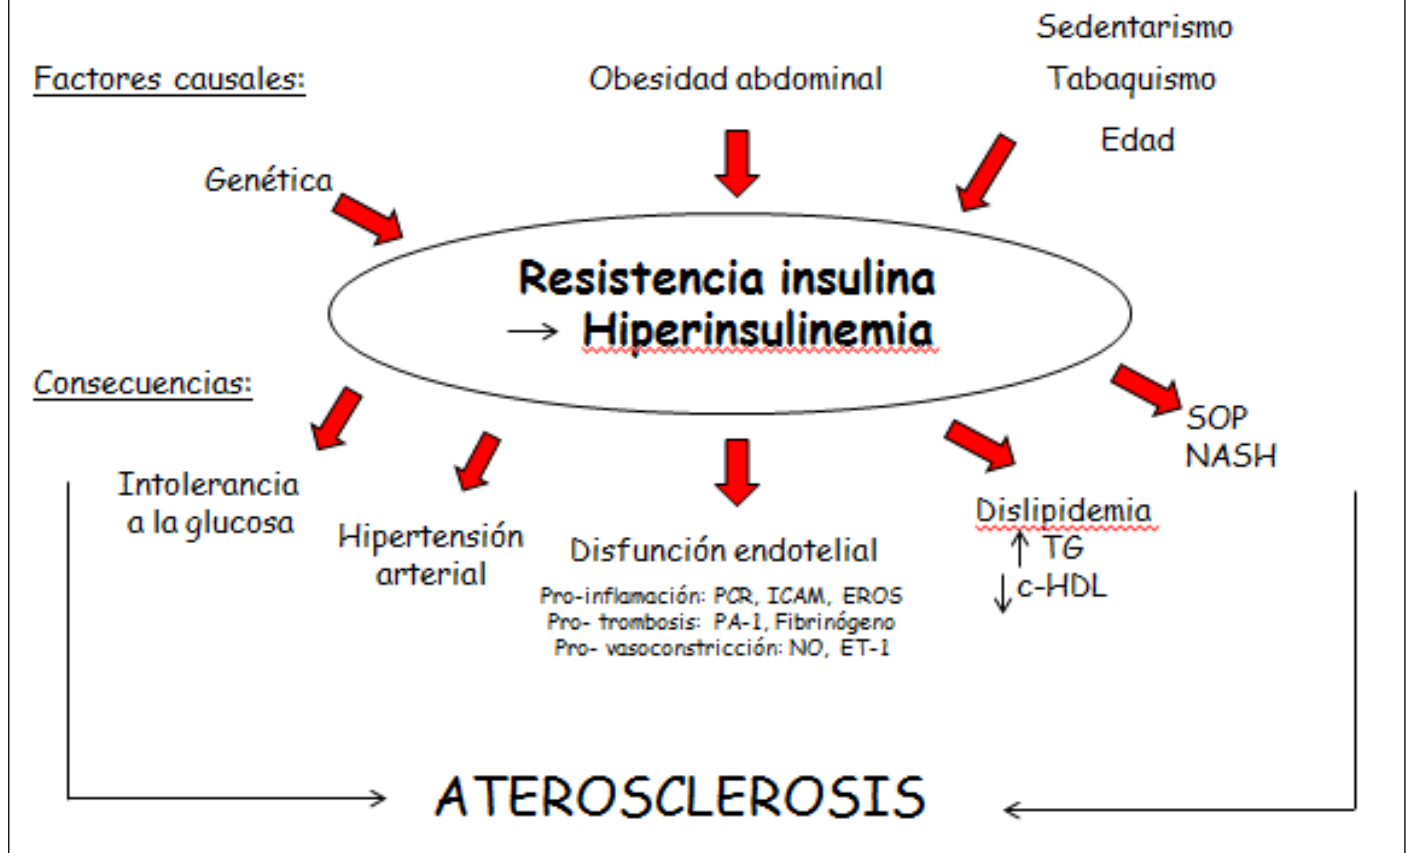 Sedentarismo
Factores causales:
Obesidad abdominal
Tabaquismo
Edad
Genética
Resistencia insulina
→ Hiperinsulinemia
Consecuencias:
SOP
NASH
Intolerancia
a la glucosa
Hipertensión
arterial
Disfunción endotelial
Pro-inflamación: PCR, ICAM, EROS
Pro- trombosis: PA-1, Fibrinógeno
Pro- vasoconstricción: NO, ET-1
Dislipidemia
↑ TG
↓ c-HDL
ATEROSCLEROSIS